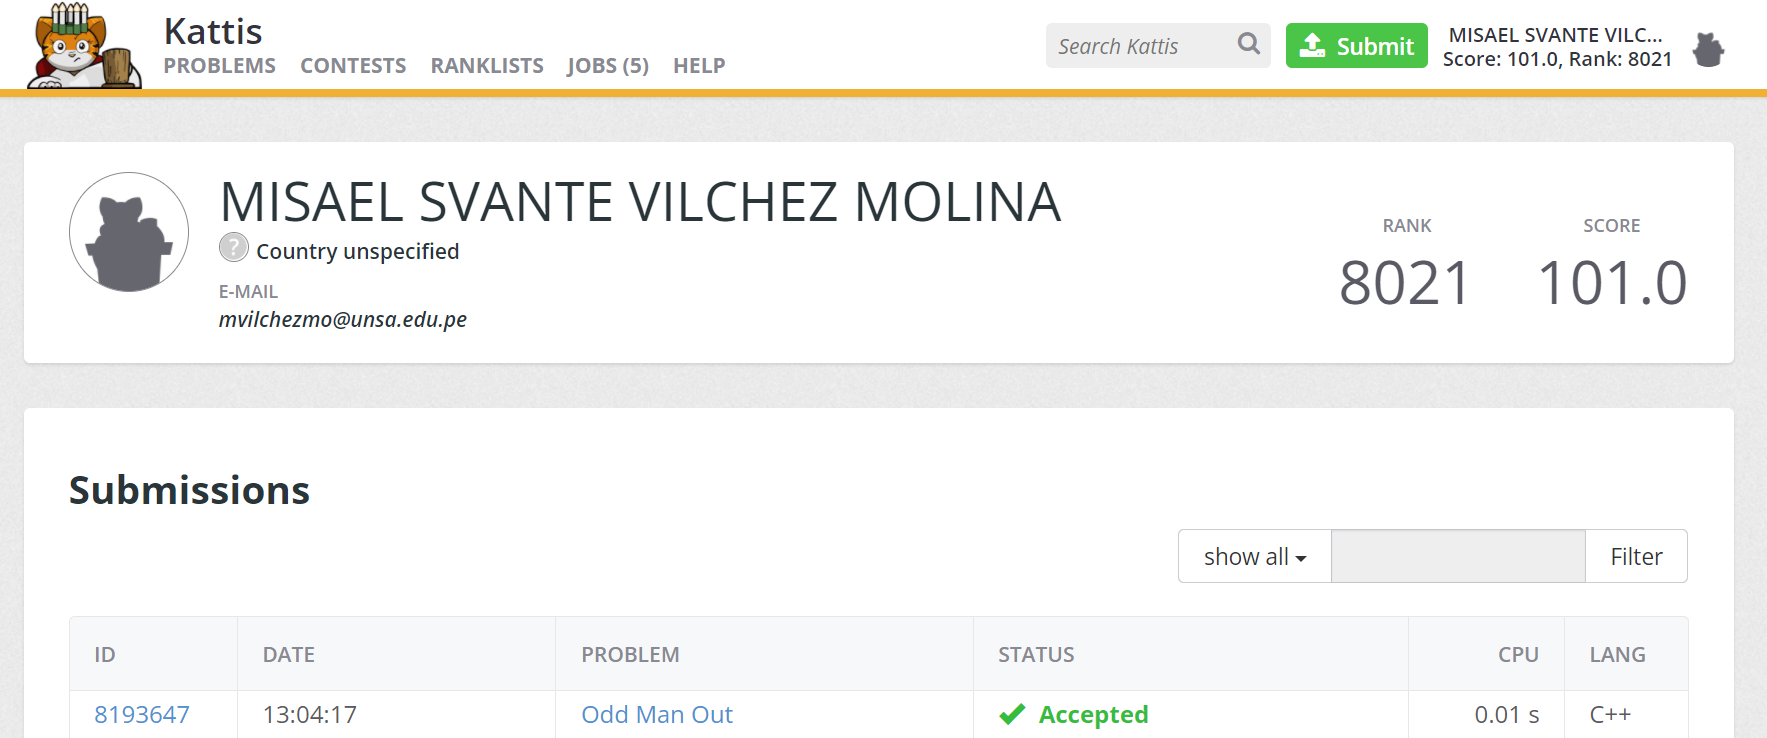 Kattis
PROBLEMS CONTESTS RANKLISTS JOBS (5) HELP
Search Kattis
Submit
MISAEL SVANTE VILC...
Score: 101.0, Rank: 8021
MISAEL SVANTE VILCHEZ MOLINA
? Country unspecified
E-MAIL
mvilchezmo@unsa.edu.pe
RANK SCORE
8021 101.0
Submissions
show all Filter
ID DATE PROBLEM STATUS CPU LANG
8193647 13:04:17 Odd Man Out Accepted 0.01 s C++